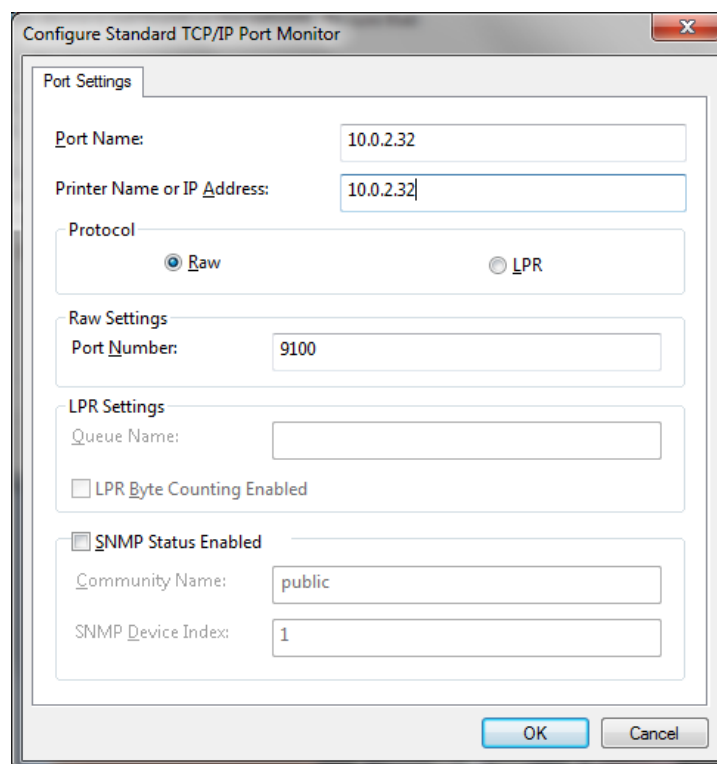 Configure Standard TCP/IP Port Monitor
Port Settings
Port Name: 10.0.2.32
Printer Name or IP Address: 10.0.2.32
Protocol
Raw LPR
Raw Settings
Port Number: 9100
LPR Settings
Queue Name:
LPR Byte Counting Enabled
SNMP Status Enabled
Community Name: public
SNMP Device Index: 1
OK Cancel